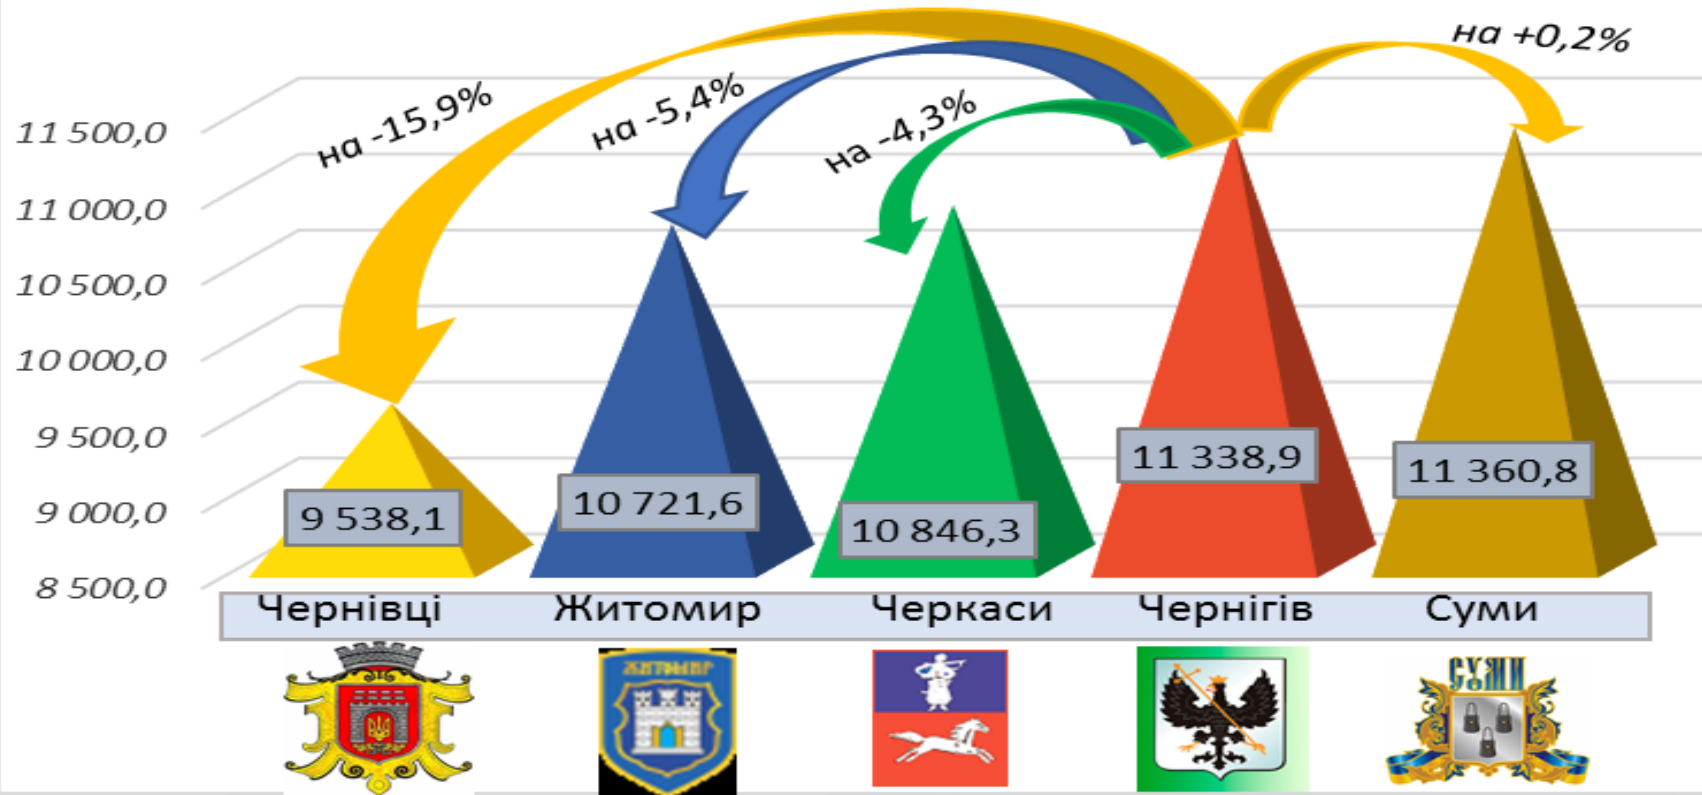 на +0,2%
на -15,9%
на -5,4%
на -4,3%
11 500,0
11 000,0
10 500,0
10 000,0
9 500,0
9 000,0
8 500,0
9 538,1
10 721,6
10 846,3
11 338,9
11 360,8
Чернівці
Житомир
Черкаси
Чернігів
Суми
ЖИТОМИР
СУМИ